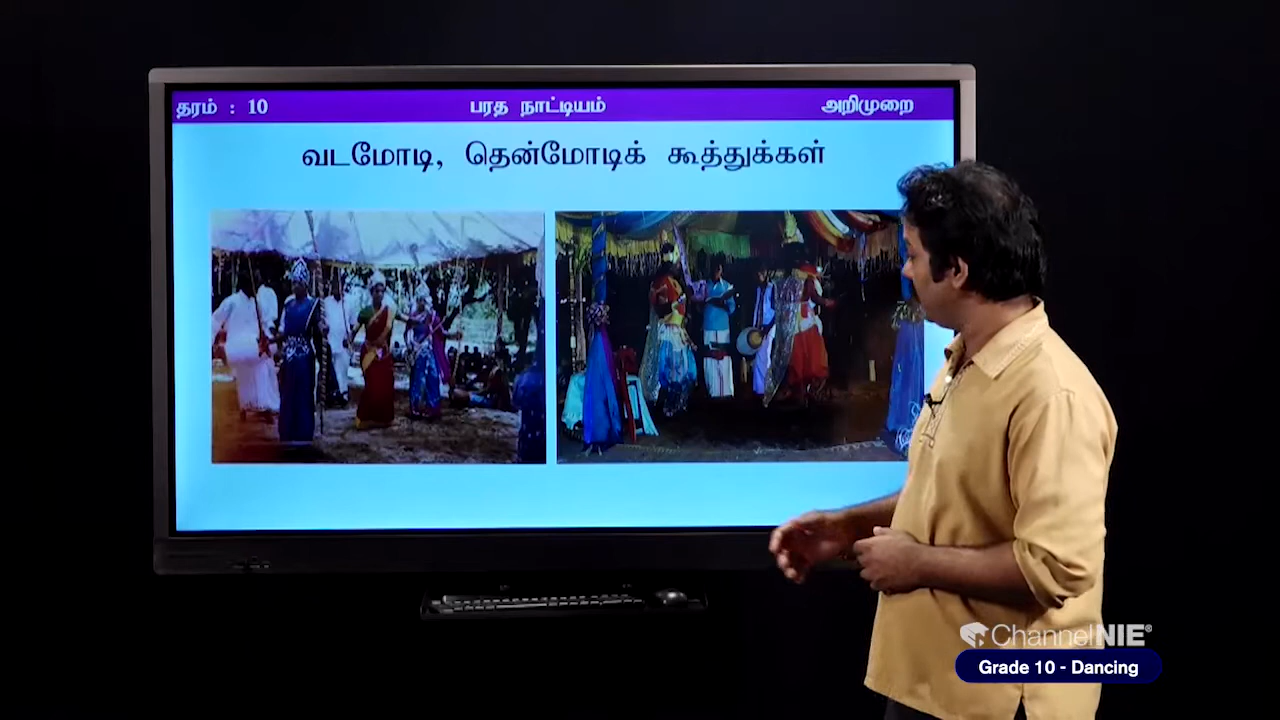 தரம் : 10 பரத நாட்டியம் அறிமுறை
வடமோடி, தென்மோடிக் கூத்துக்கள்
ChannelNIE®
Grade 10 - Dancing